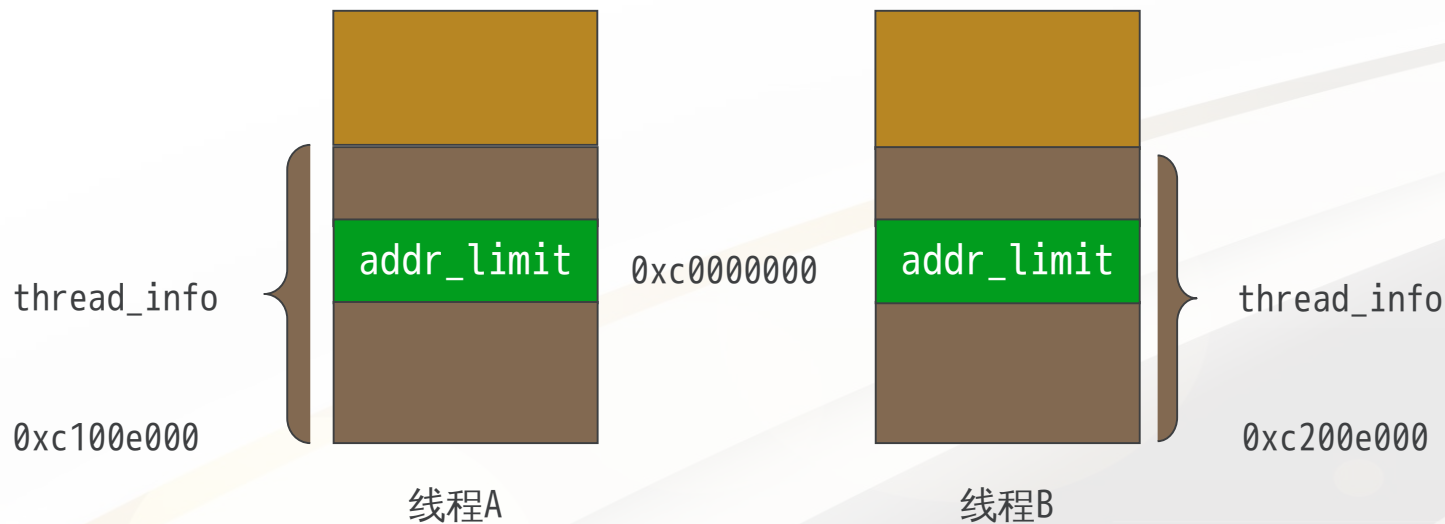 addr_limit
0xc0000000
addr_limit
thread_info
thread_info
0xc100e000
0xc200e000
线程A
线程B